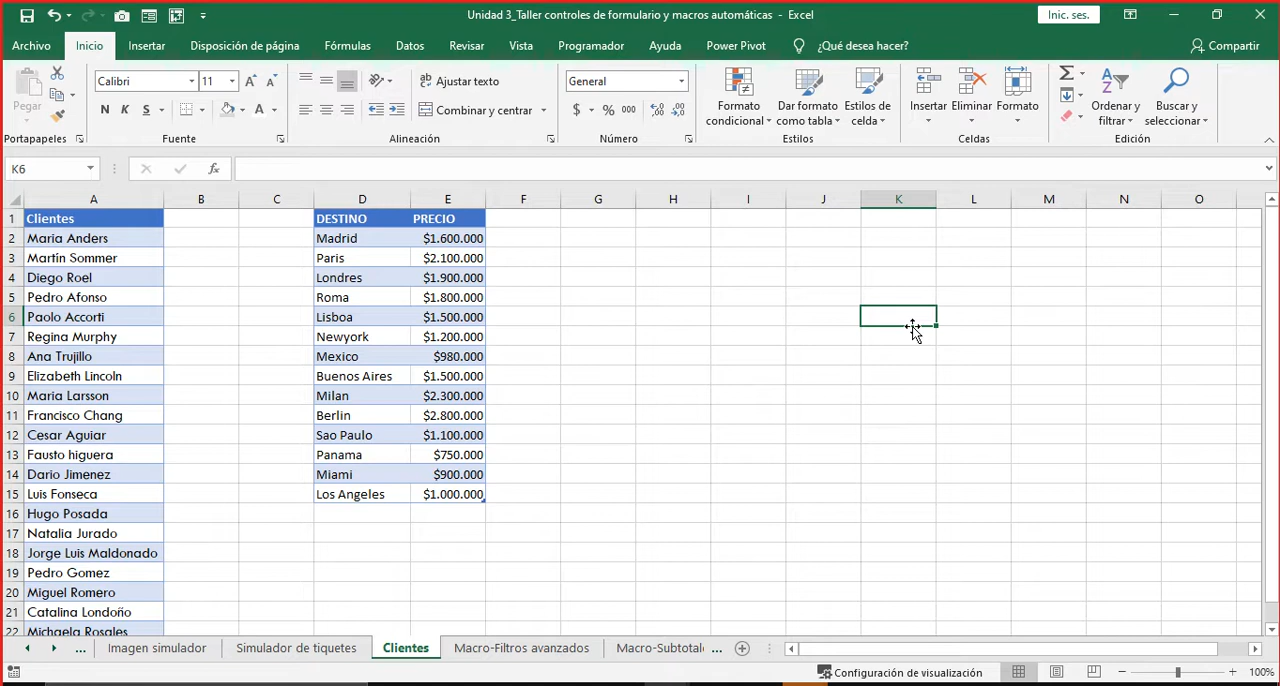 Unidad 3_Taller controles de formulario y macros automáticas - Excel
Inic. ses.
Archivo Inicio Insertar Disposición de página Fórmulas Datos Revisar Vista Programador Ayuda Power Pivot ¿Qué desea hacer? Compartir
Pegar
Portapapeles
Calibri 11
N K S
A
Fuente
Ajustar texto
Combinar y centrar
Alineación
General
$ % 000
Número
Formato condicional
Dar formato como tabla
Estilos de celda
Estilos
Insertar Eliminar Formato
Celdas
Ordenar y filtrar
Buscar y seleccionar
Edición
K6
fx
A B C D E F G H I J K L M N O
1 Clientes DESTINO PRECIO
2 Maria Anders Madrid $1.600.000
3 Martín Sommer Paris $2.100.000
4 Diego Roel Londres $1.900.000
5 Pedro Afonso Roma $1.800.000
6 Paolo Accorti Lisboa $1.500.000
7 Regina Murphy Newyork $1.200.000
8 Ana Trujillo Mexico $980.000
9 Elizabeth Lincoln Buenos Aires $1.500.000
10 Maria Larsson Milan $2.300.000
11 Francisco Chang Berlin $2.800.000
12 Cesar Aguiar Sao Paulo $1.100.000
13 Fausto higuera Panama $750.000
14 Dario Jimenez Miami $900.000
15 Luis Fonseca Los Angeles $1.000.000
16 Hugo Posada
17 Natalia Jurado
18 Jorge Luis Maldonado
19 Pedro Gomez
20 Miguel Romero
21 Catalina Londoño
22 Michaela Rosales
... Imagen simulador Simulador de tiquetes Clientes Macro-Filtros avanzados Macro-Subtotale ...
Configuración de visualización 100%